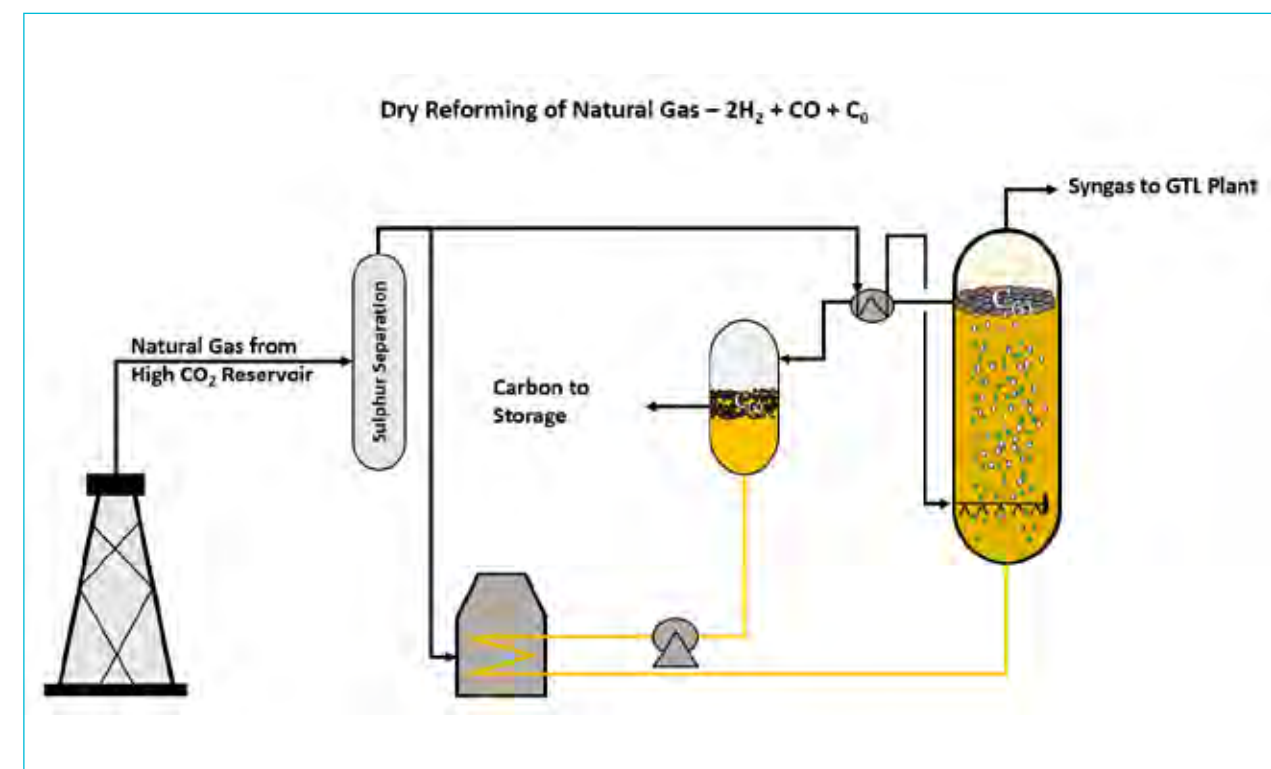 Dry Reforming of Natural Gas – 2H₂ + CO + C₀
Syngas to GTL Plant
Sulphur Separation
Natural Gas from
High CO₂ Reservoir
Carbon to
Storage